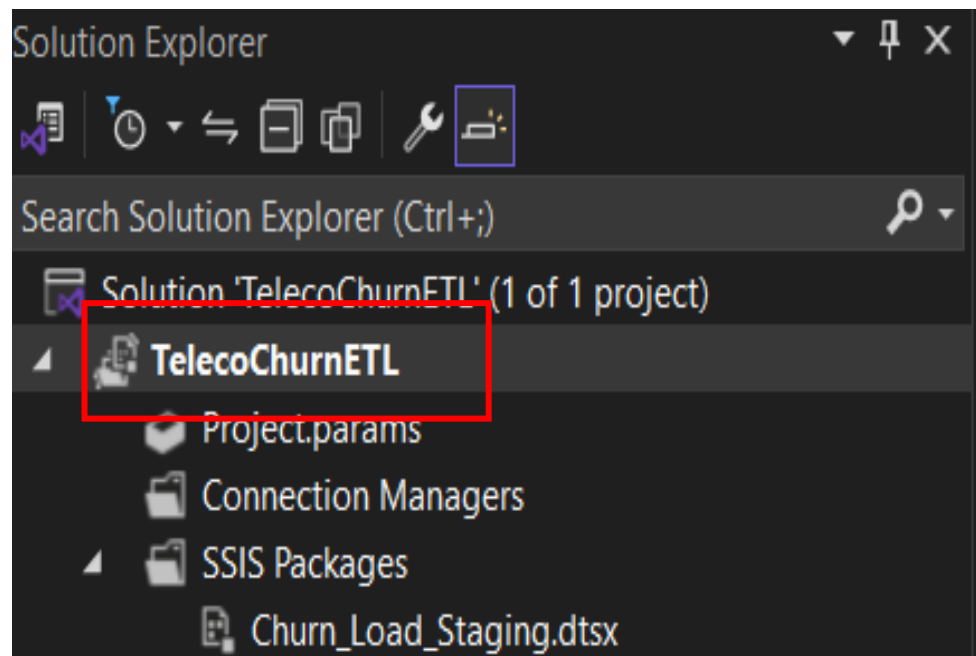 Solution Explorer
Search Solution Explorer (Ctrl+;)
Solution 'TelecoChurnETL' (1 of 1 project)
TelecoChurnETL
Project.params
Connection Managers
SSIS Packages
Churn_Load_Staging.dtsx